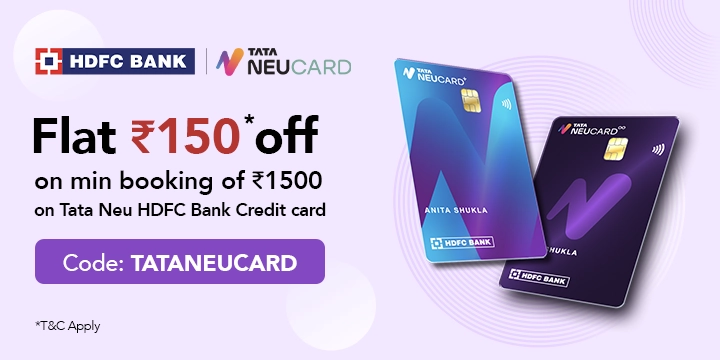 HDFC BANK
TATA
NEUCARD
Flat ₹150*off
on min booking of ₹1500
on Tata Neu HDFC Bank Credit card
Code: TATANEUCARD
*T&C Apply
TATA
NEUCARD+
ANITA SHUKLA
HDFC BANK
TATA
NEUCARD∞
SHUKLA
HDFC BANK